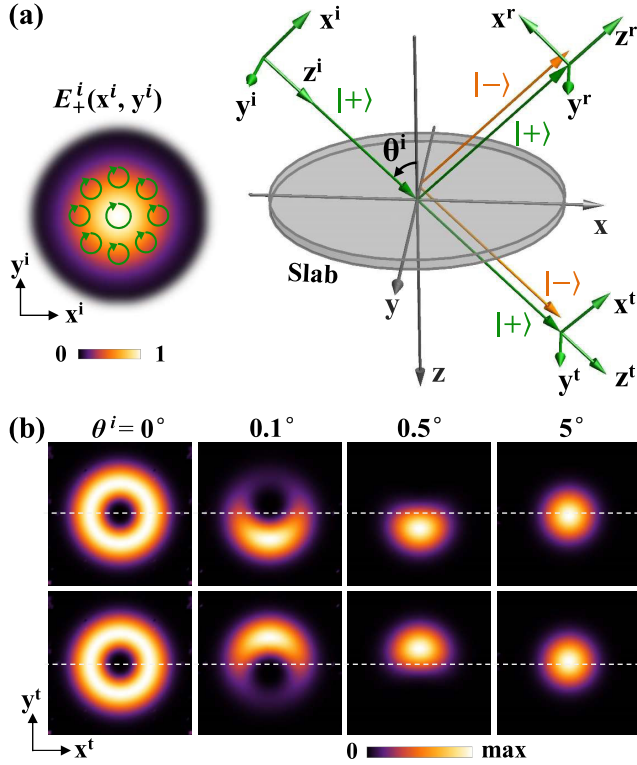 (a)
E₊ⁱ(xⁱ, yⁱ)
yⁱ
xⁱ
0 1
xⁱ
zⁱ
yⁱ
|+⟩
θⁱ
xʳ
zʳ
yʳ
|−⟩
|+⟩
x
Slab
y
z
|−⟩
|+⟩
xᵗ
yᵗ
zᵗ
(b)
θⁱ= 0° 0.1° 0.5° 5°
yᵗ
xᵗ
0 max